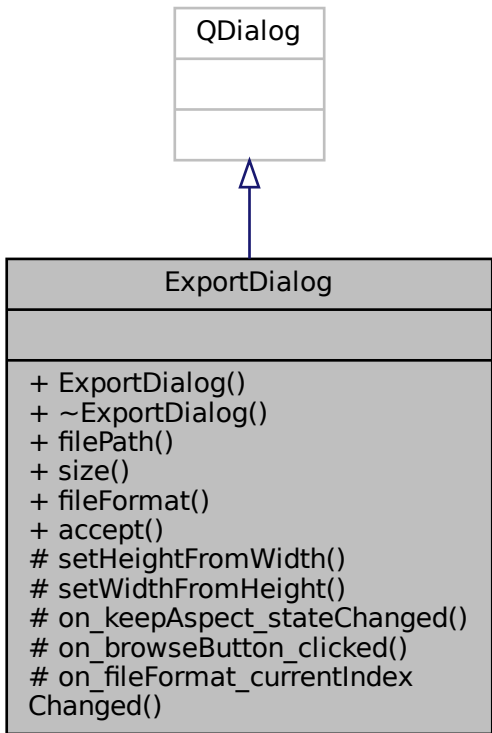 QDialog
ExportDialog
+ ExportDialog()
+ ~ExportDialog()
+ filePath()
+ size()
+ fileFormat()
+ accept()
# setHeightFromWidth()
# setWidthFromHeight()
# on_keepAspect_stateChanged()
# on_browseButton_clicked()
# on_fileFormat_currentIndex
Changed()